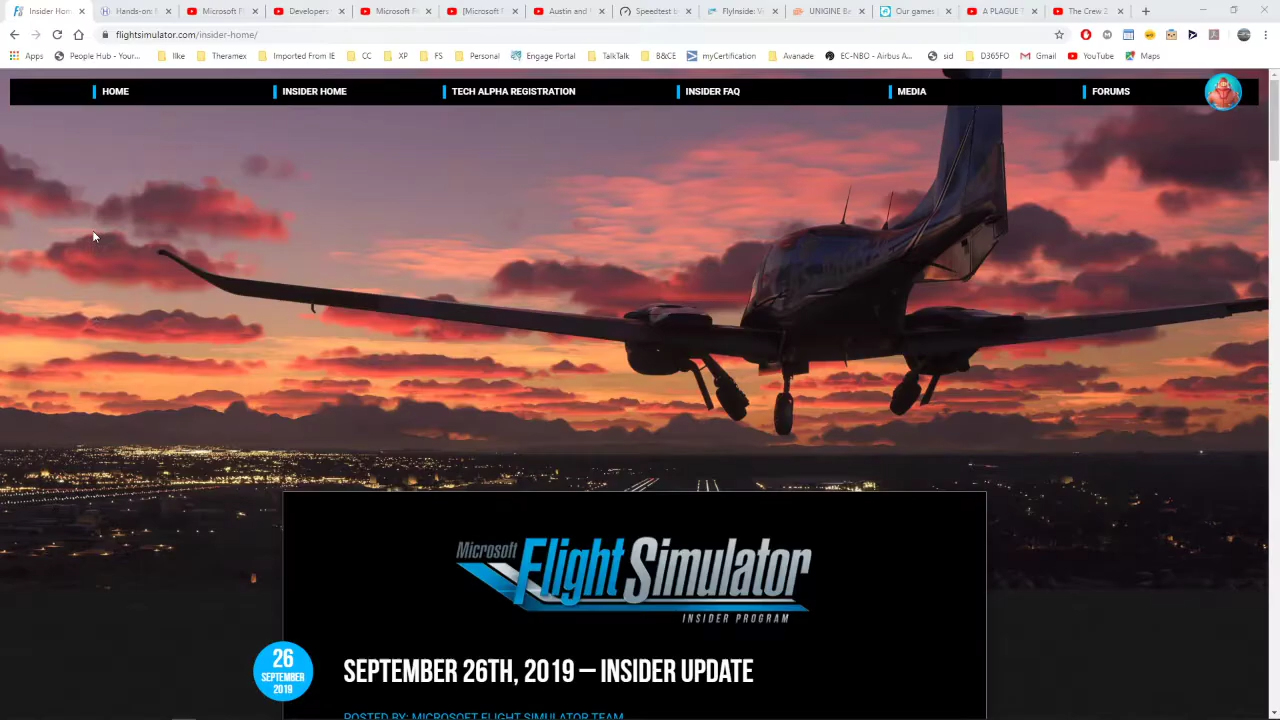 Insider Hom
Hands-on:
Microsoft Fl
Developers
Microsoft Fl
[Microsoft
Austin and
Speedtest b
FlyInside: V
UNIGINE B
Our games
A PLAGUE T
The Crew 2
flightsimulator.com/insider-home/
Apps
People Hub - Your...
Ilke
Theramex
Imported From IE
CC
XP
FS
Personal
Engage Portal
TalkTalk
B&CE
myCertification
Avanade
EC-NBO - Airbus A...
sid
D365FO
Gmail
YouTube
Maps
HOME
INSIDER HOME
TECH ALPHA REGISTRATION
INSIDER FAQ
MEDIA
FORUMS
Microsoft Flight Simulator
INSIDER PROGRAM
26
SEPTEMBER
2019
SEPTEMBER 26TH, 2019 – INSIDER UPDATE
POSTED BY: MICROSOFT FLIGHT SIMULATOR TEAM